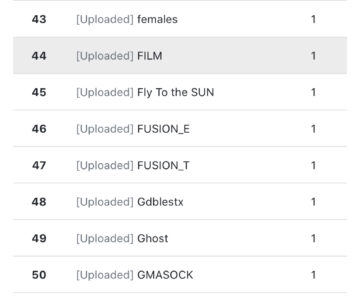 43 [Uploaded] females 1
44 [Uploaded] FILM 1
45 [Uploaded] Fly To the SUN 1
46 [Uploaded] FUSION_E 1
47 [Uploaded] FUSION_T 1
48 [Uploaded] Gdblestx 1
49 [Uploaded] Ghost 1
50 [Uploaded] GMASOCK 1